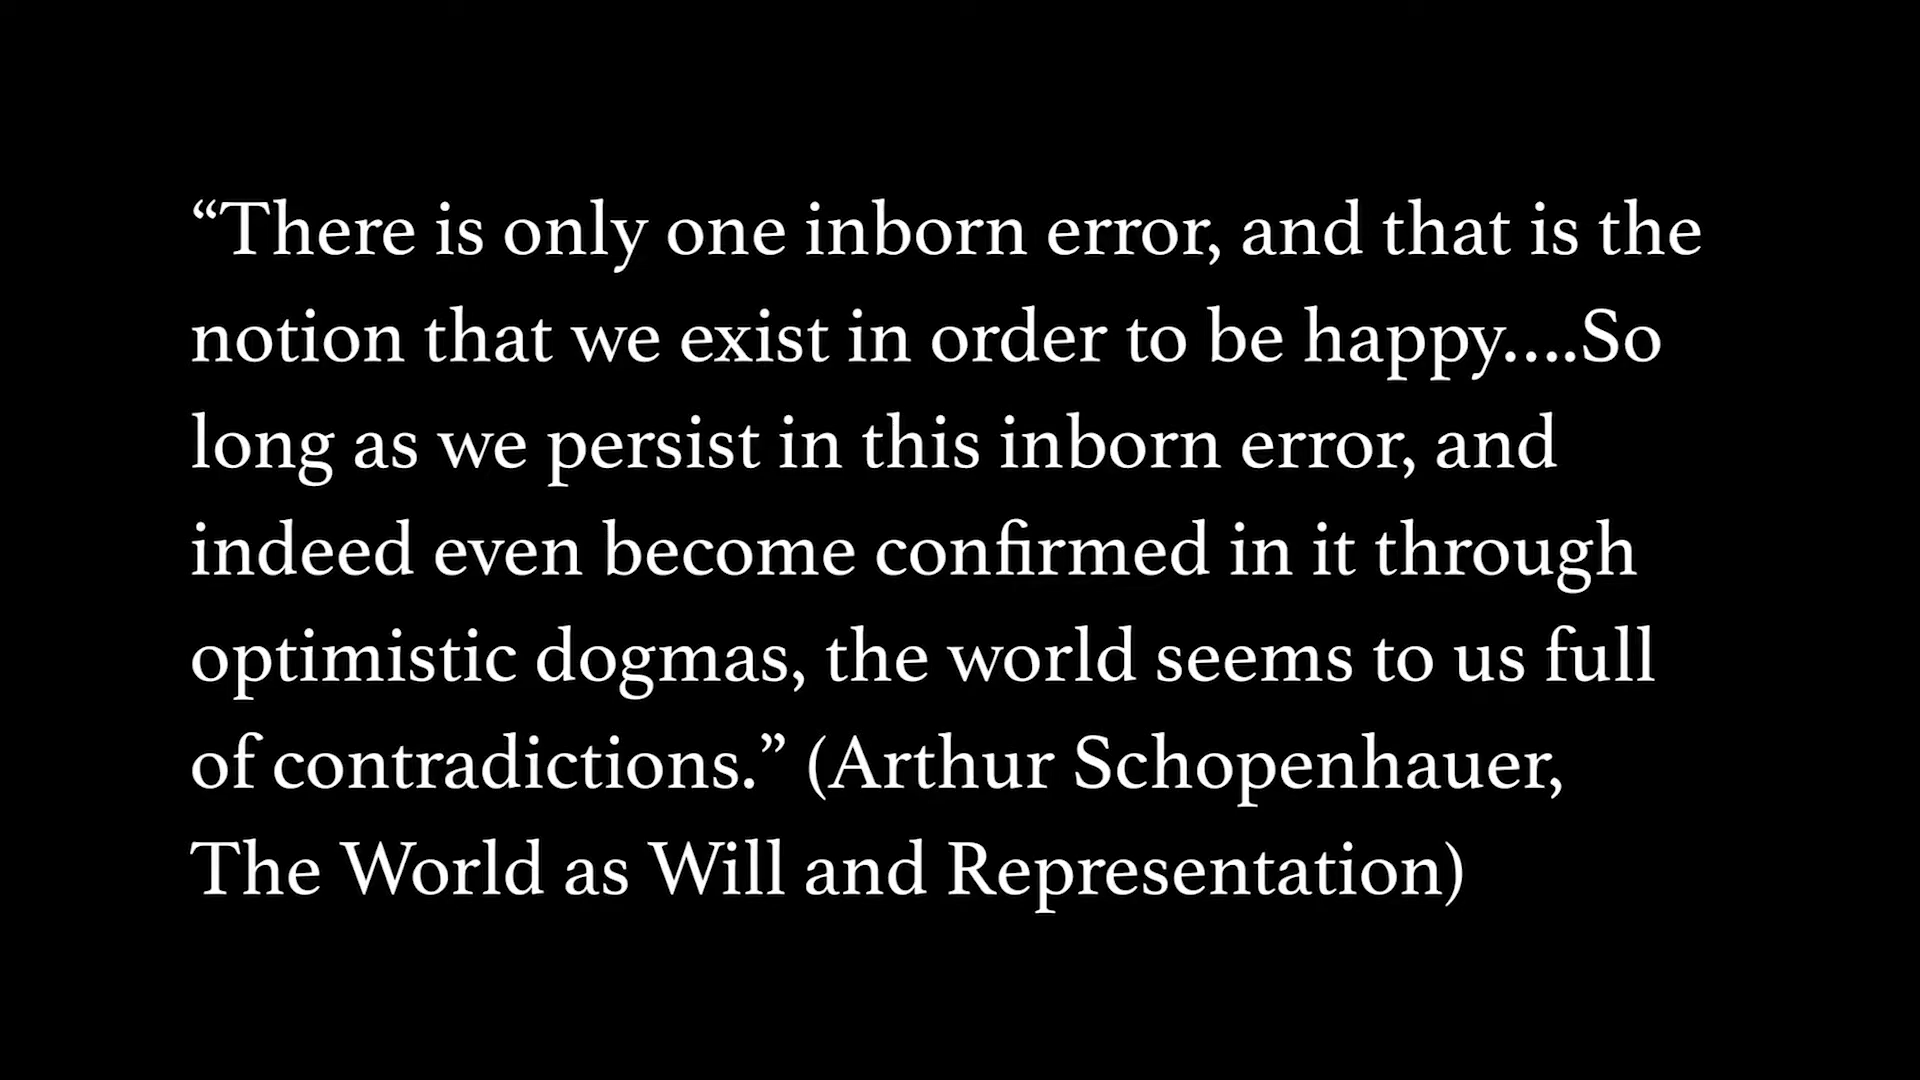 “There is only one inborn error, and that is the
notion that we exist in order to be happy....So
long as we persist in this inborn error, and
indeed even become confirmed in it through
optimistic dogmas, the world seems to us full
of contradictions.” (Arthur Schopenhauer,
The World as Will and Representation)